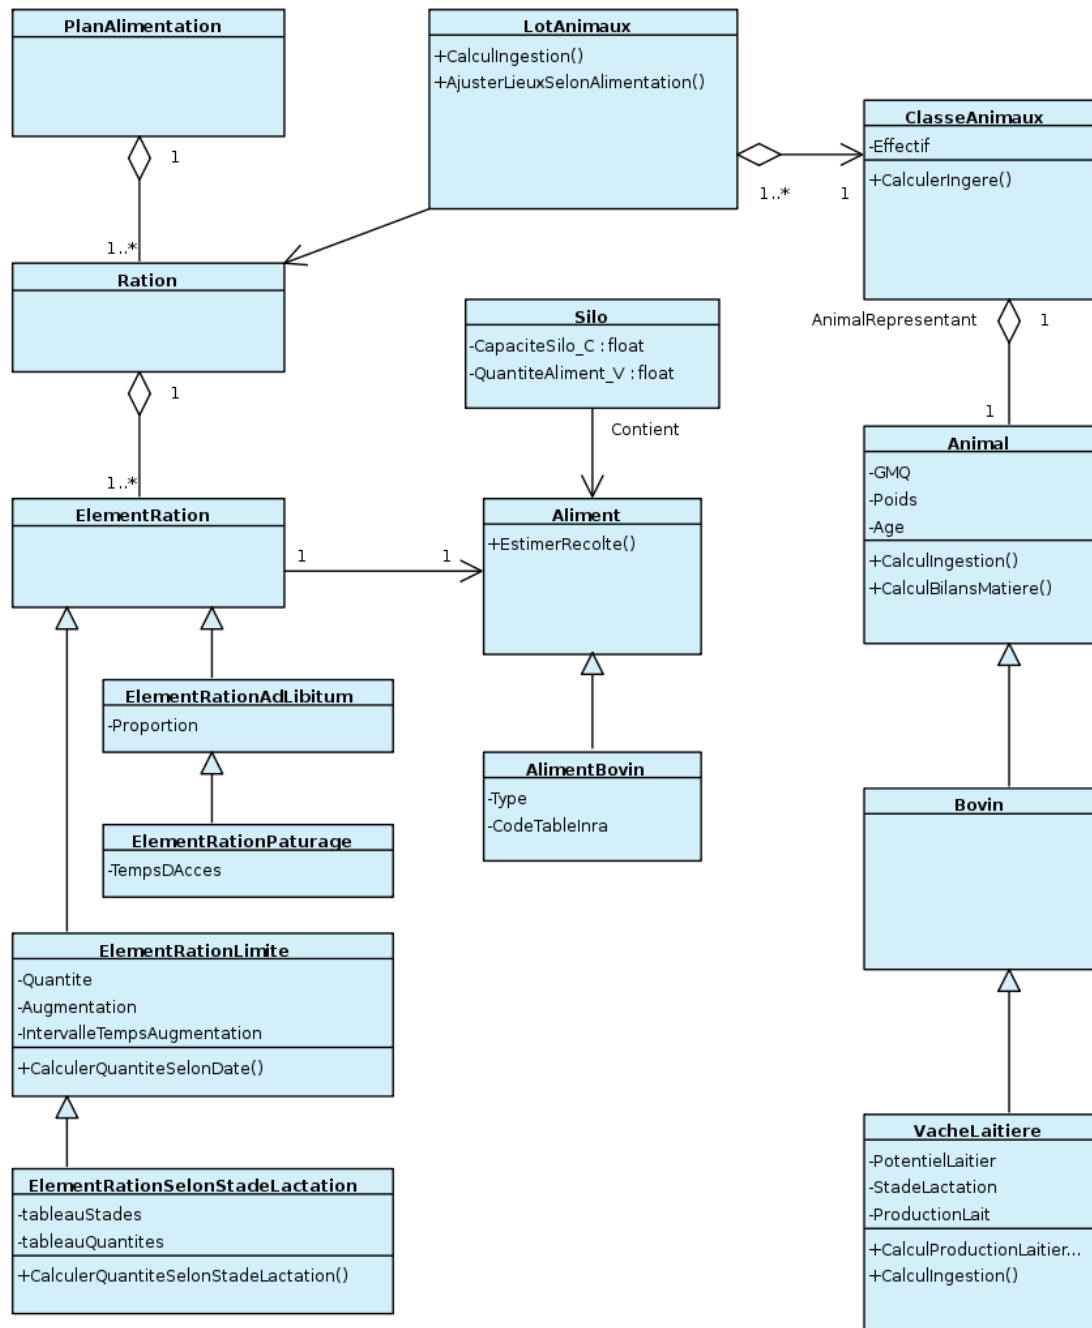 PlanAlimentation
1
1..*
LotAnimaux
+CalculIngestion()
+AjusterLieuxSelonAlimentation()
1..*
1
ClasseAnimaux
-Effectif
+CalculerIngere()
AnimalRepresentant
1
1
Ration
1
1..*
Silo
-CapaciteSilo_C : float
-QuantiteAliment_V : float
Contient
ElementRation
1
1
Aliment
+EstimerRecolte()
Animal
-GMQ
-Poids
-Age
+CalculIngestion()
+CalculBilansMatiere()
ElementRationAdLibitum
-Proportion
ElementRationPaturage
-TempsDAcces
AlimentBovin
-Type
-CodeTableInra
Bovin
ElementRationLimite
-Quantite
-Augmentation
-IntervalleTempsAugmentation
+CalculerQuantiteSelonDate()
ElementRationSelonStadeLactation
-tableauStades
-tableauQuantites
+CalculerQuantiteSelonStadeLactation()
VacheLaitiere
-PotentielLaitier
-StadeLactation
-ProductionLait
+CalculProductionLaitier...
+CalculIngestion()